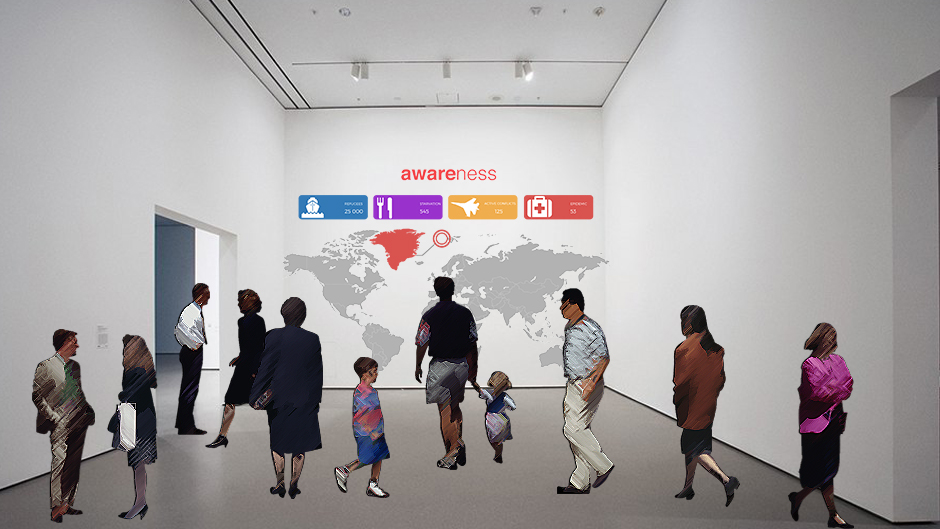 awareness
REFUGEES
25 000
STARVATION
545
ACTIVE CONFLICTS
125
EPIDEMIC
53